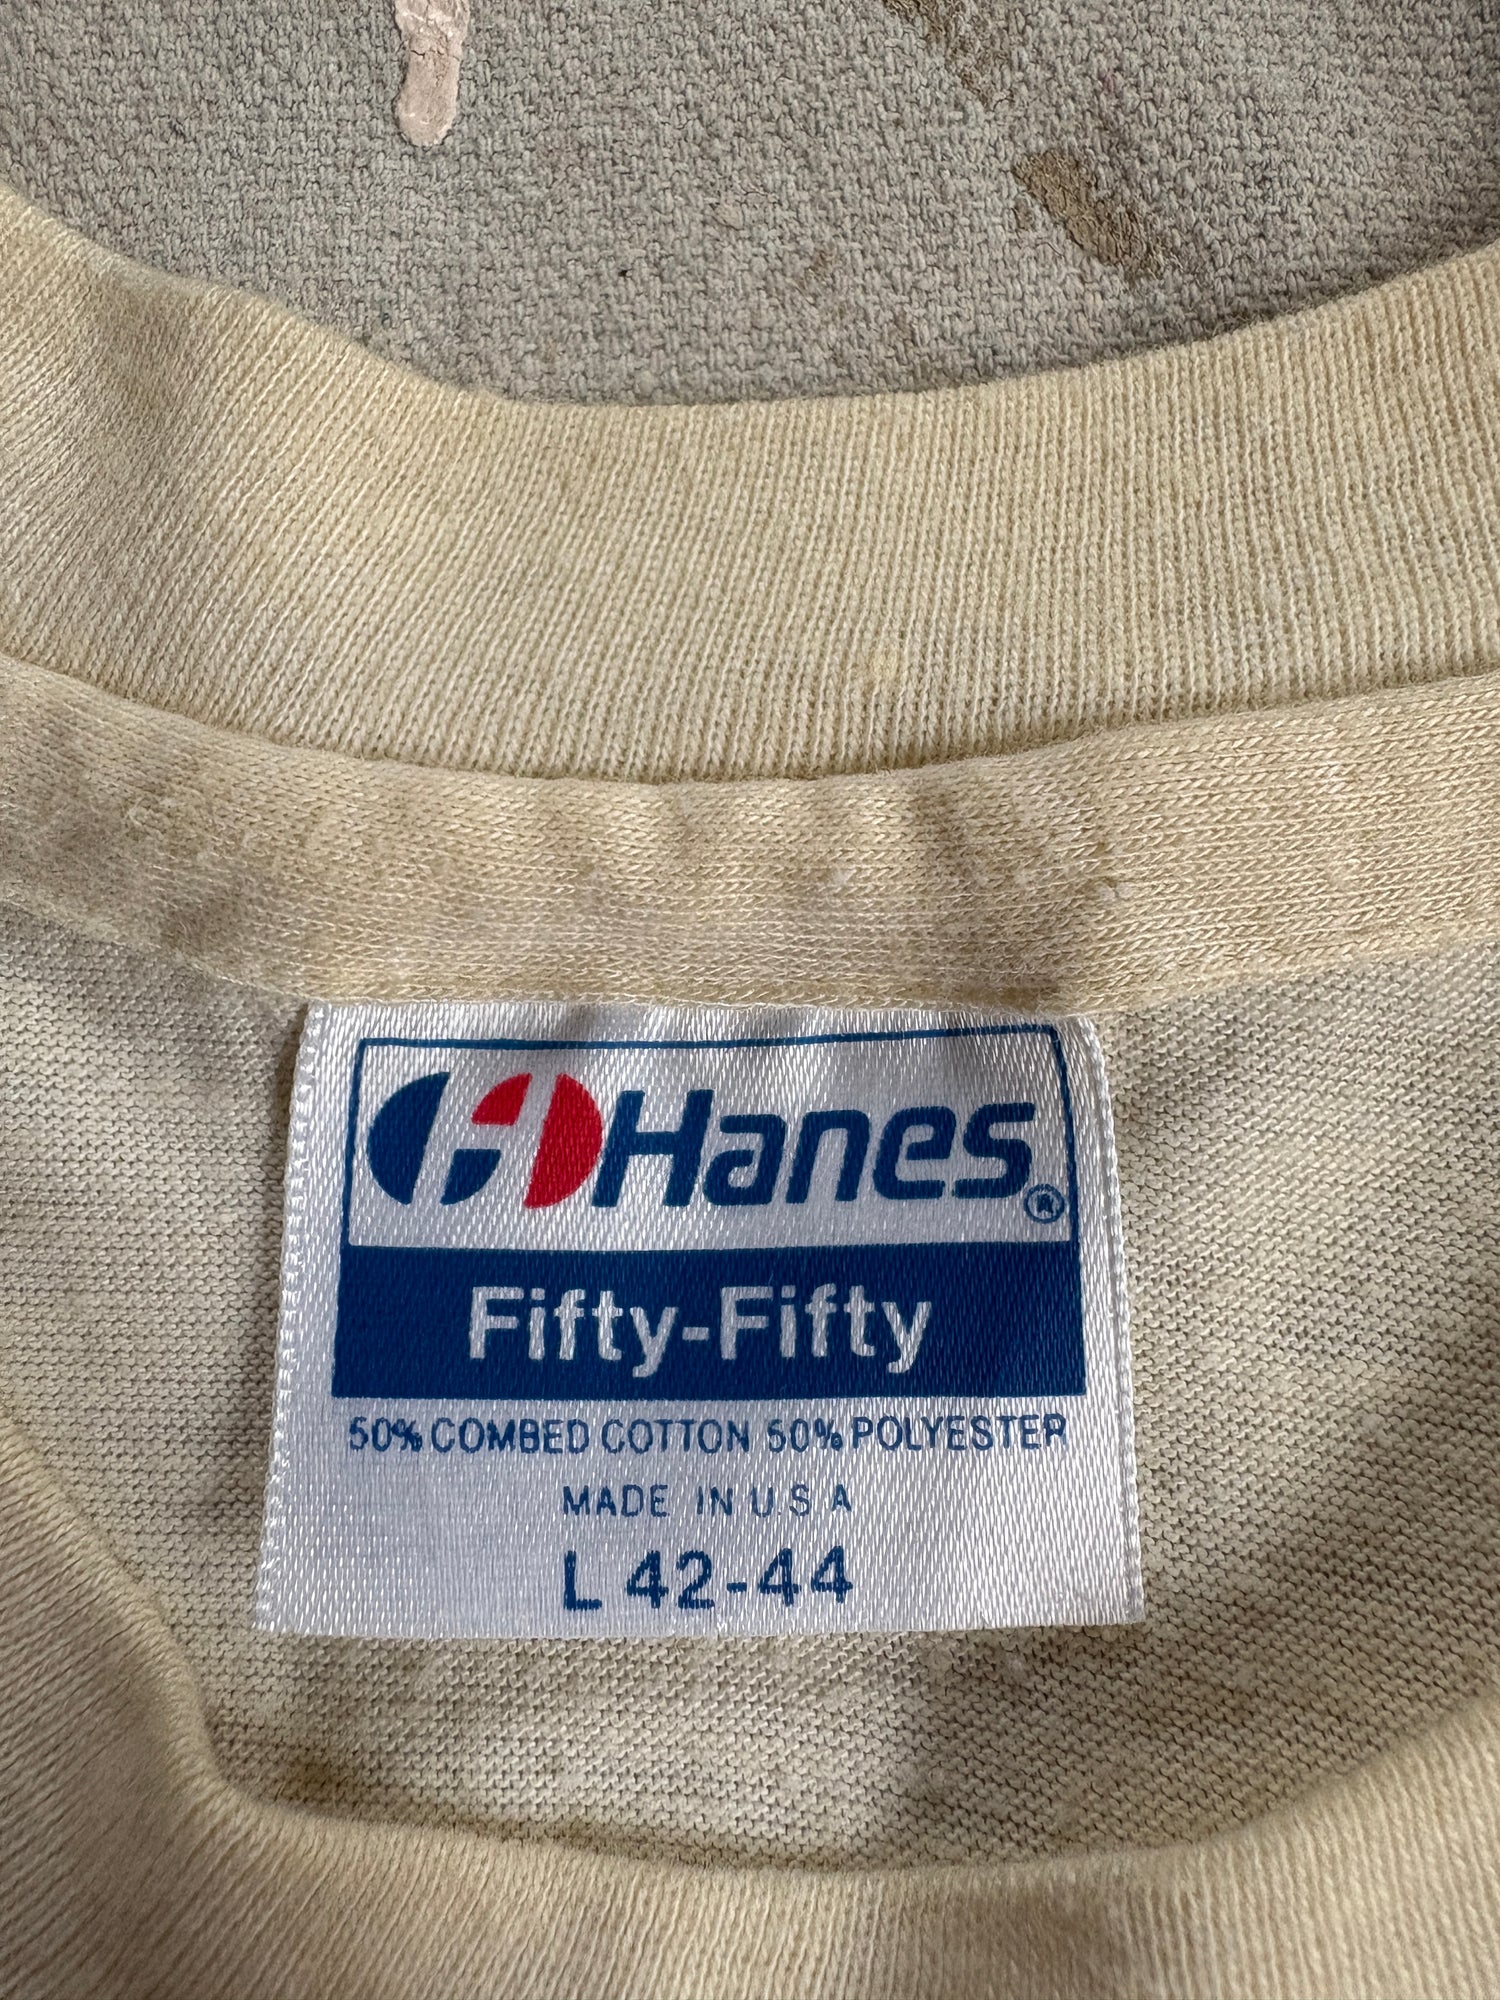 Hanes®
Fifty-Fifty
50% COMBED COTTON 50% POLYESTER
MADE IN U.S.A
L 42-44